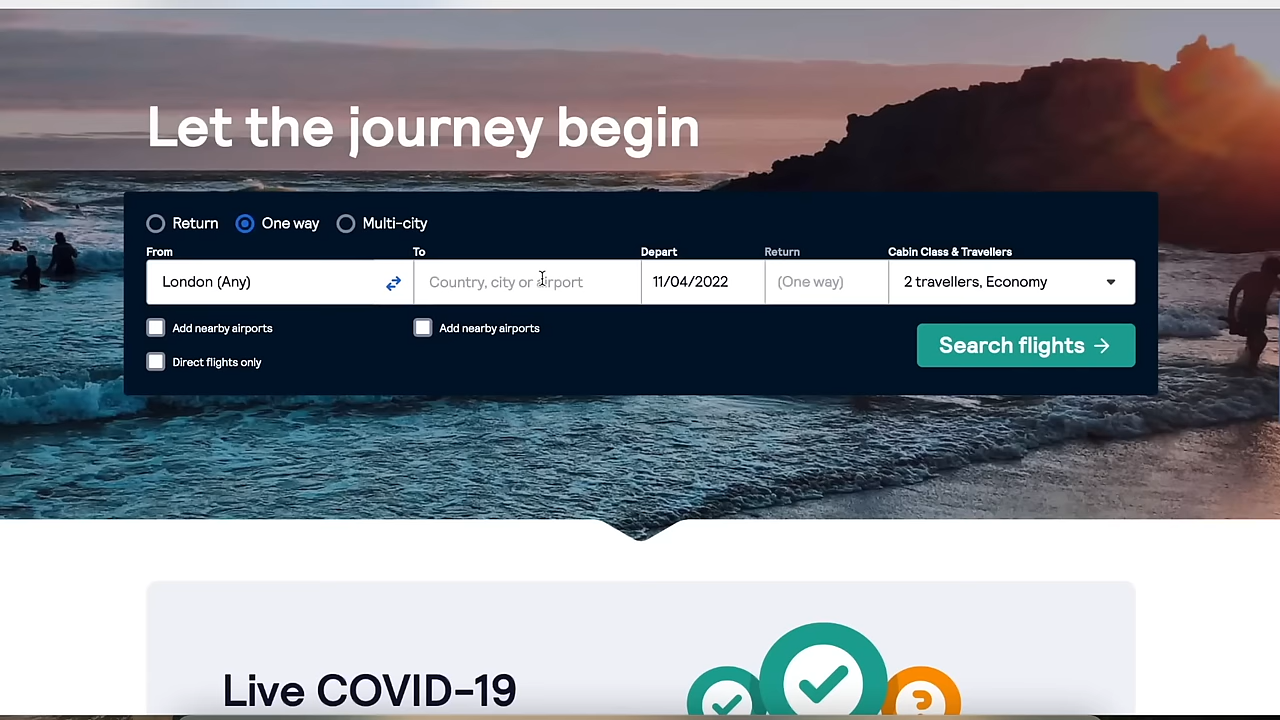 Let the journey begin
Return One way Multi-city
From To Depart Return Cabin Class & Travellers
London (Any) Country, city or airport 11/04/2022 (One way) 2 travellers, Economy
Add nearby airports Add nearby airports
Search flights →
Direct flights only
Live COVID-19